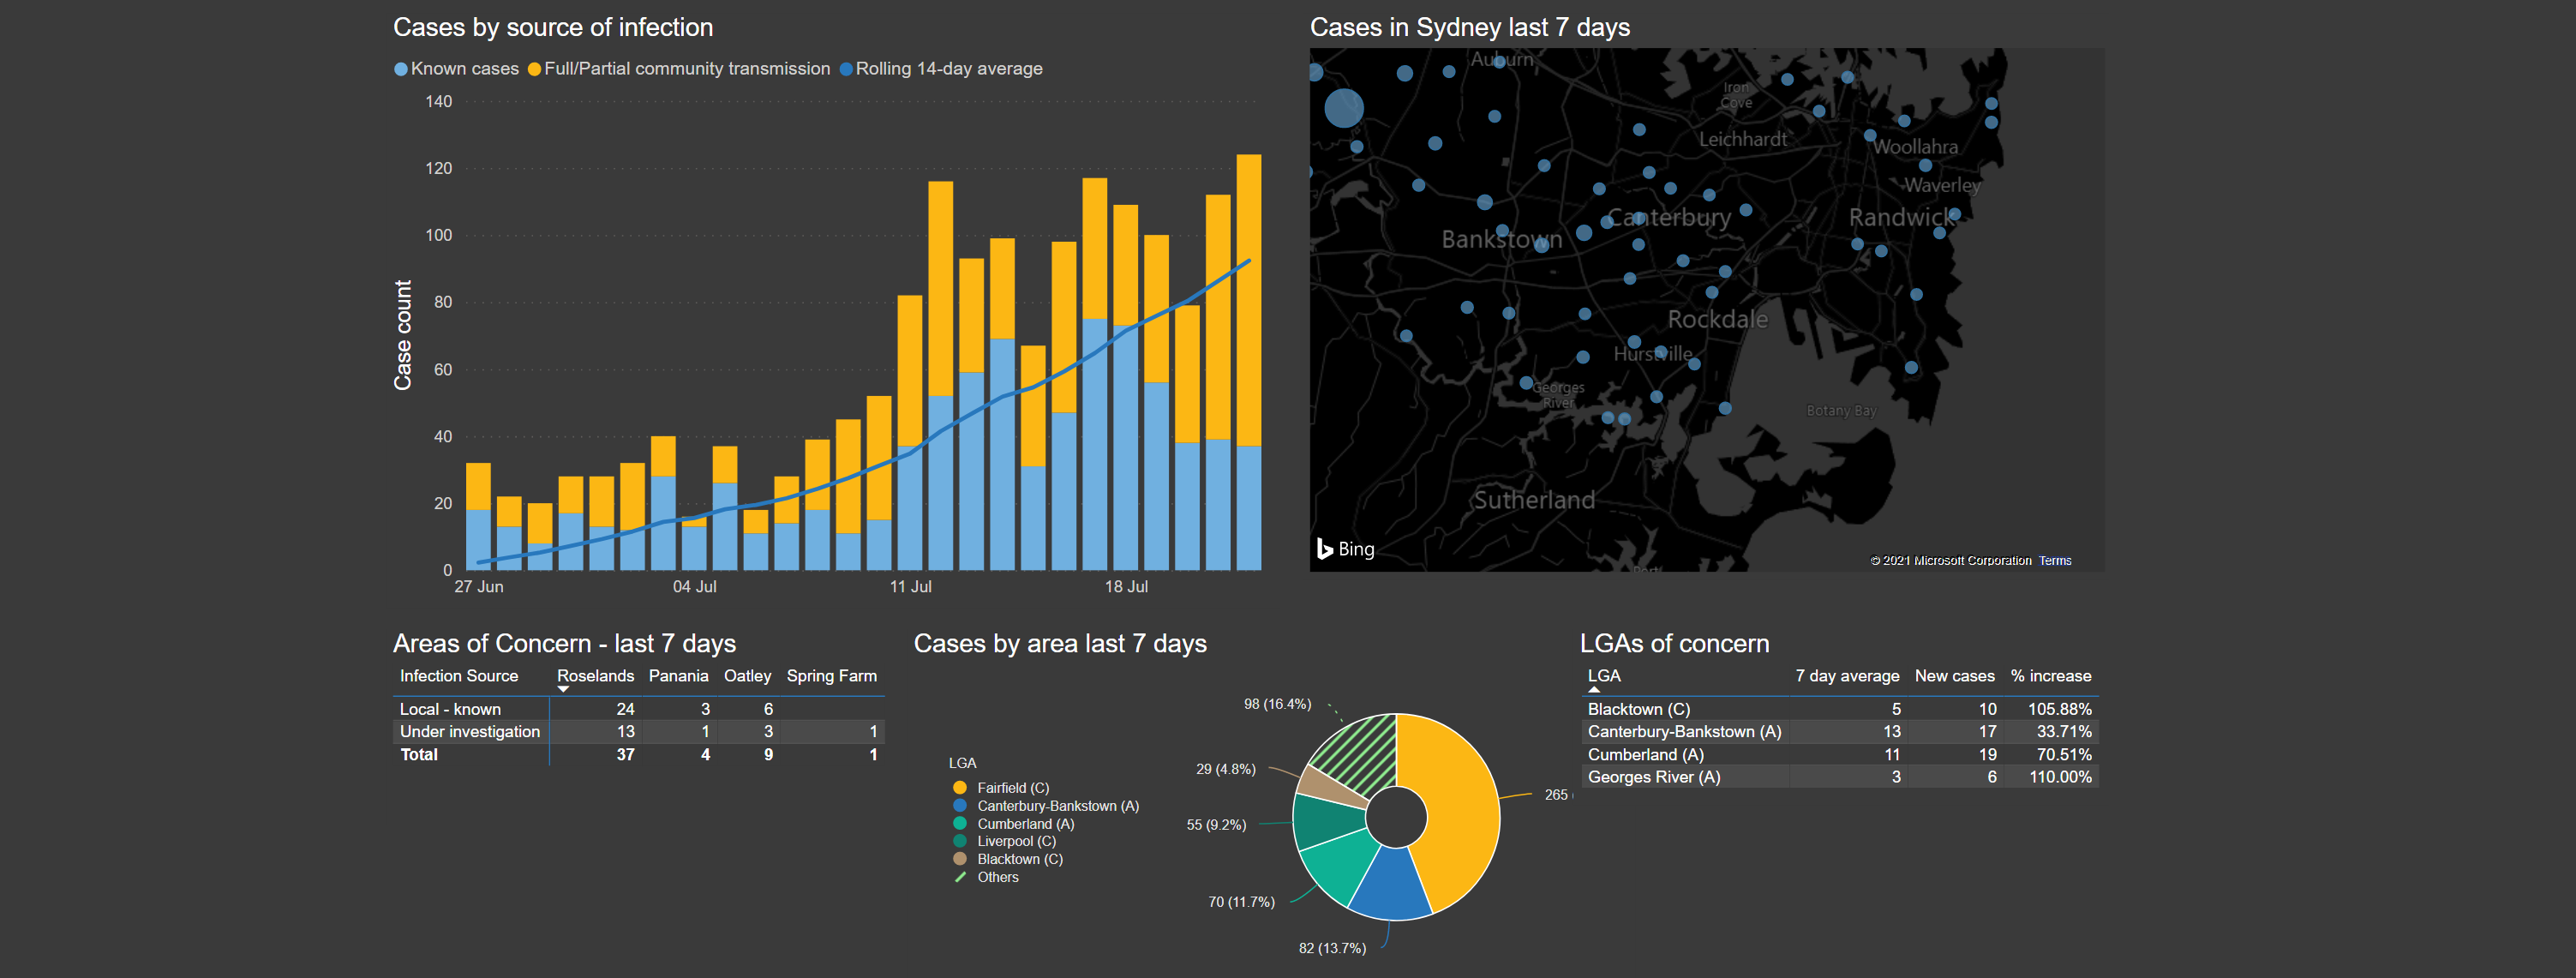 Cases by source of infection
Known cases Full/Partial community transmission Rolling 14-day average
140
120
100
80
60
40
20
0
Case count
27 Jun 04 Jul 11 Jul 18 Jul
Cases in Sydney last 7 days
Auburn
Iron
Cove
Leichhardt
Woollahra
Waverley
Canterbury
Randwick
Bankstown
Rockdale
Hurstville
Georges
River
Botany Bay
Sutherland
Bing
© 2021 Microsoft Corporation Terms
Port
Areas of Concern - last 7 days
Infection Source Roselands Panania Oatley Spring Farm
Local - known 24 3 6
Under investigation 13 1 3 1
Total 37 4 9 1
Cases by area last 7 days
LGA
Fairfield (C)
Canterbury-Bankstown (A)
Cumberland (A)
Liverpool (C)
Blacktown (C)
Others
98 (16.4%)
29 (4.8%)
55 (9.2%)
70 (11.7%)
82 (13.7%)
265 (
LGAs of concern
LGA 7 day average New cases % increase
Blacktown (C) 5 10 105.88%
Canterbury-Bankstown (A) 13 17 33.71%
Cumberland (A) 11 19 70.51%
Georges River (A) 3 6 110.00%